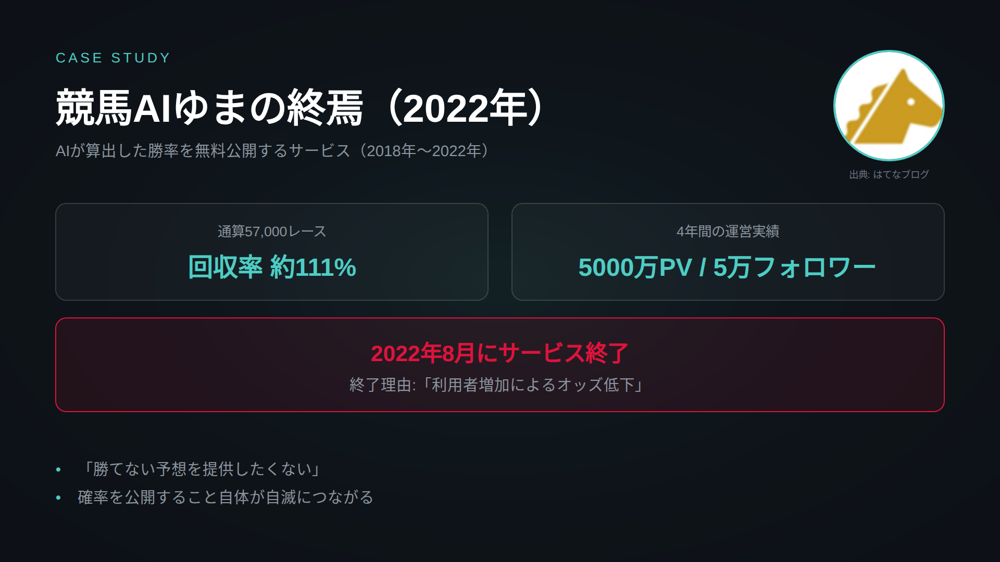 CASE STUDY
競馬AIゆまの終焉（2022年）
AIが算出した勝率を無料公開するサービス（2018年〜2022年）
出典: はてなブログ
通算57,000レース
回収率 約111%
4年間の運営実績
5000万PV / 5万フォロワー
2022年8月にサービス終了
終了理由:「利用者増加によるオッズ低下」
• 「勝てない予想を提供したくない」
• 確率を公開すること自体が自滅につながる